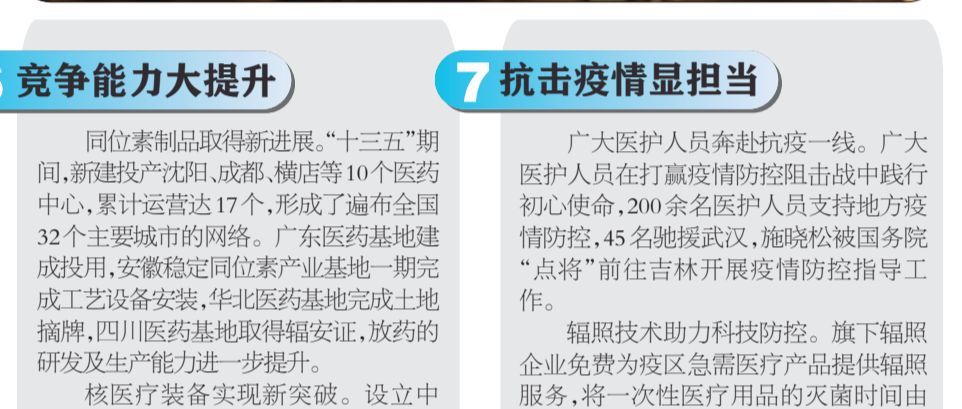 竞争能力大提升
同位素制品取得新进展。“十三五”期
间,新建投产沈阳、成都、横店等10个医药
中心,累计运营达17个,形成了遍布全国
32个主要城市的网络。广东医药基地建
成投用,安徽稳定同位素产业基地一期完
成工艺设备安装,华北医药基地完成土地
摘牌,四川医药基地取得辐安证,放药的
研发及生产能力进一步提升。
核医疗装备实现新突破。设立中
7 抗击疫情显担当
广大医护人员奔赴抗疫一线。广大
医护人员在打赢疫情防控阻击战中践行
初心使命,200余名医护人员支持地方疫
情防控,45名驰援武汉,施晓松被国务院
“点将”前往吉林开展疫情防控指导工
作。
辐照技术助力科技防控。旗下辐照
企业免费为疫区急需医疗产品提供辐照
服务,将一次性医疗用品的灭菌时间由